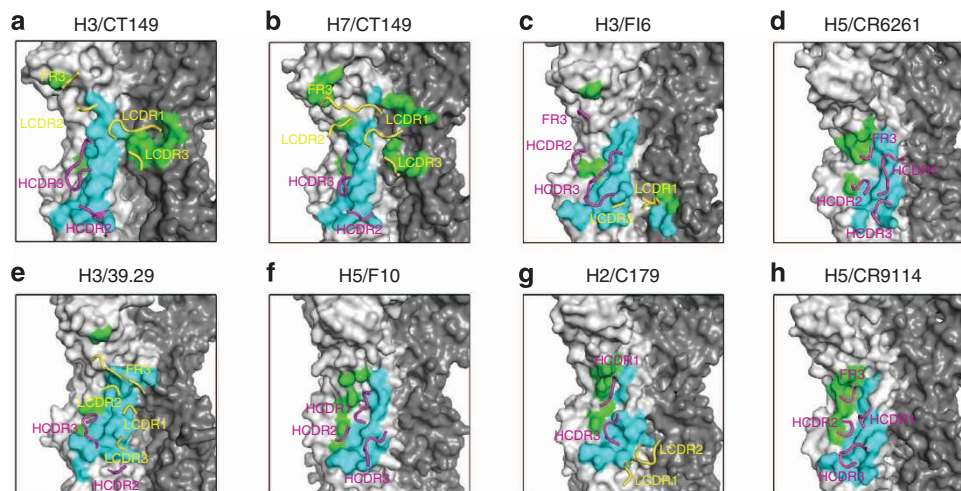 a H3/CT149
FR3
LCDR2
LCDR1
LCDR3
HCDR3
HCDR2
b H7/CT149
FR3
LCDR2
LCDR1
LCDR3
HCDR3
HCDR2
c H3/FI6
FR3
HCDR2
HCDR3
LCDR1
LCDR3
d H5/CR6261
FR3
HCDR1
HCDR2
HCDR3
e H3/39.29
FR3
LCDR2
LCDR1
HCDR3
LCDR3
HCDR2
f H5/F10
HCDR1
HCDR2
HCDR3
g H2/C179
HCDR1
HCDR3
LCDR2
LCDR1
h H5/CR9114
FR3
HCDR1
HCDR2
HCDR3